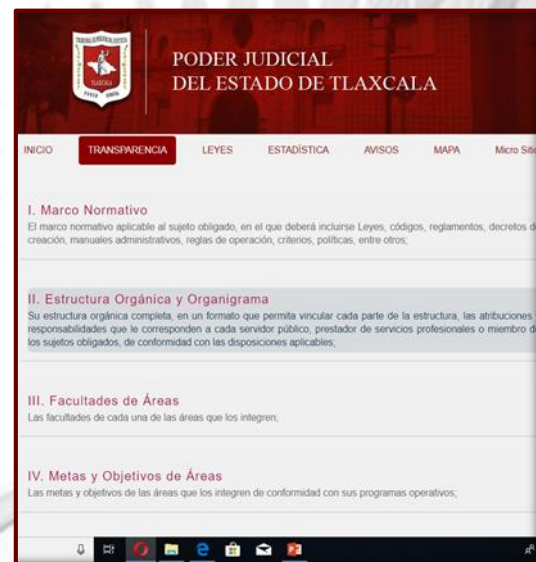 TLAXCALA
PODER JUDICIAL
DEL ESTADO DE TLAXCALA
INICIO TRANSPARENCIA LEYES ESTADÍSTICA AVISOS MAPA Micro Site
I. Marco Normativo
El marco normativo aplicable al sujeto obligado, en el que deberá incluirse Leyes, códigos, reglamentos, decretos d
creación, manuales administrativos, reglas de operación, criterios, políticas, entre otros;
II. Estructura Orgánica y Organigrama
Su estructura orgánica completa, en un formato que permita vincular cada parte de la estructura, las atribuciones
responsabilidades que le corresponden a cada servidor público, prestador de servicios profesionales o miembro d
los sujetos obligados, de conformidad con las disposiciones aplicables;
III. Facultades de Áreas
Las facultades de cada una de las áreas que los integren;
IV. Metas y Objetivos de Áreas
Las metas y objetivos de las áreas que los integren de conformidad con sus programas operativos;